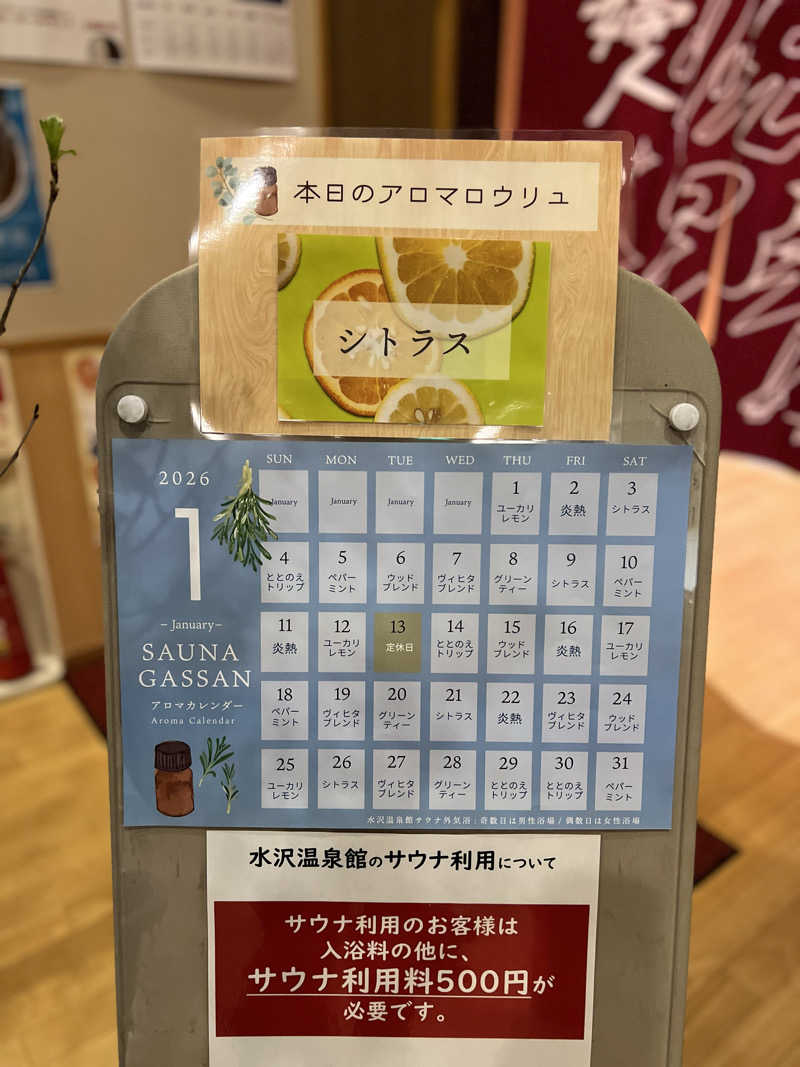 本日のアロマロウリュ
シトラス
2026
1
- January -
SAUNA
GASSAN
アロマカレンダー
Aroma Calendar
SUN MON TUE WED THU FRI SAT
January January January January 1 2 3
ユーカリ
レモン
炎熱
シトラス
4 5 6 7 8 9 10
ととのえ
トリップ
ペパー
ミント
ウッド
ブレンド
ヴィヒタ
ブレンド
グリーン
ティー
シトラス
ペパー
ミント
11 12 13 14 15 16 17
炎熱
ユーカリ
レモン
定休日
ととのえ
トリップ
ウッド
ブレンド
炎熱
ユーカリ
レモン
18 19 20 21 22 23 24
ペパー
ミント
ヴィヒタ
ブレンド
グリーン
ティー
シトラス
炎熱
ヴィヒタ
ブレンド
ウッド
ブレンド
25 26 27 28 29 30 31
ユーカリ
レモン
シトラス
ヴィヒタ
ブレンド
グリーン
ティー
ととのえ
トリップ
ととのえ
トリップ
ペパー
ミント
水沢温泉館サウナ外気浴：奇数日は男性浴場 / 偶数日は女性浴場
水沢温泉館のサウナ利用について
サウナ利用のお客様は
入浴料の他に、
サウナ利用料500円が
必要です。